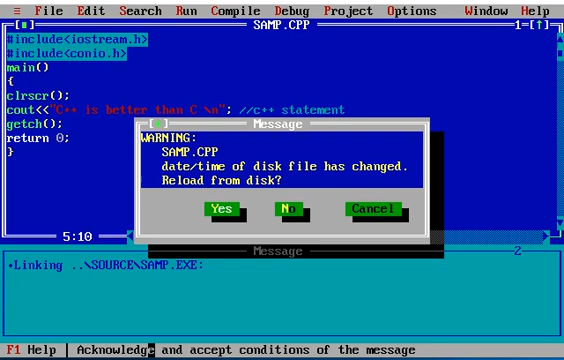 ≡ File Edit Search Run Compile Debug Project Options Window Help
[■] SAMP.CPP 1=[↑]
#include<iostream.h>
#include<conio.h>
main()
{
clrscr();
cout<<"C++ is better than C \n"; //c++ statement
getch();
return 0;
}
5:10
[↑] Message
WARNING:
SAMP.CPP
date/time of disk file has changed.
Reload from disk?
Yes No Cancel
Message 2
•Linking ..\SOURCE\SAMP.EXE:
F1 Help | Acknowledge and accept conditions of the message